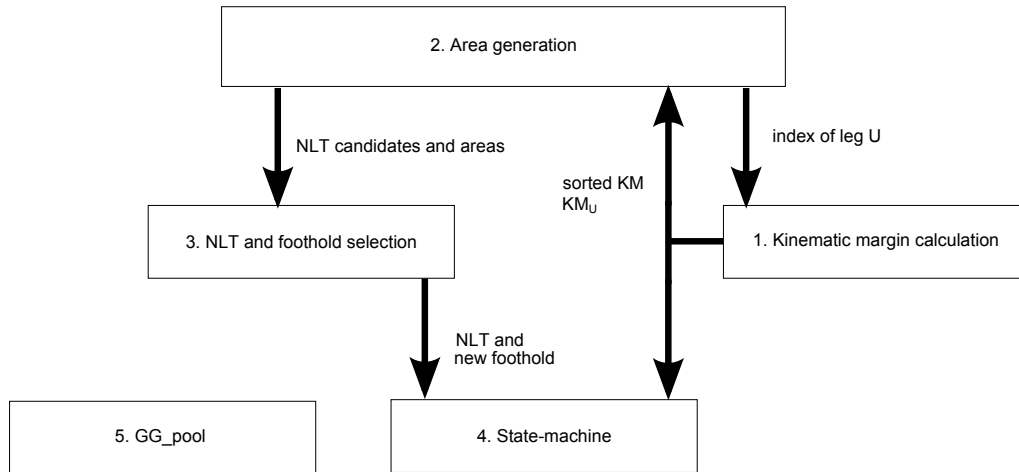 2. Area generation
NLT candidates and areas
index of leg U
sorted KM
KM_U
3. NLT and foothold selection
1. Kinematic margin calculation
NLT and
new foothold
5. GG_pool
4. State-machine